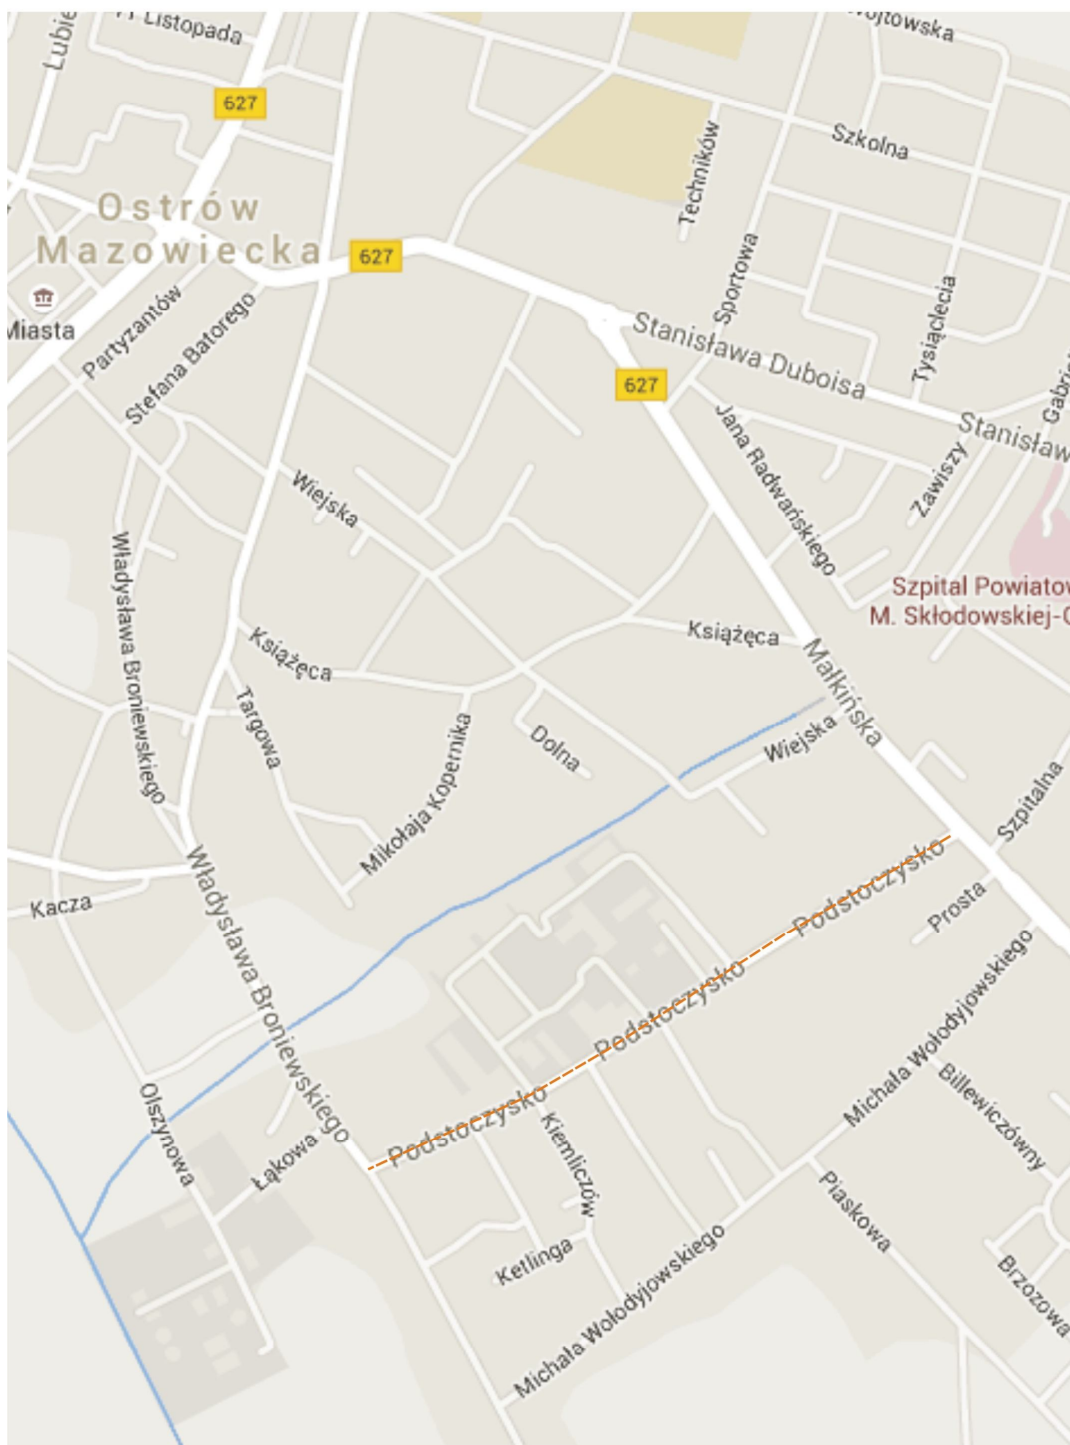 11 Listopada
Wójtowska
627
Szkolna
Techników
Ostrów
Mazowiecka
627
Sportowa
Miasta
Partyzantów
Stefana Batorego
Stanisława Duboisa
Tysiąclecia
627
Jana Radwańskiego
Zawiszy
Stanisław
Wiejska
Władysława Broniewskiego
Szpital Powiatow
M. Skłodowskiej-C
Książęca
Książęca
Małkińska
Targowa
Dolna
Wiejska
Mikołaja Kopernika
Szpitalna
Podstoczysko
Władysława Broniewskiego
Kacza
Prosta
Podstoczysko
Podstoczysko
Podstoczysko
Michała Wołodyjowskiego
Billewiczówny
Olszynowa
Łąkowa
Kiemliczów
Piaskowa
Ketlinga
Michała Wołodyjowskiego
Brzozowa